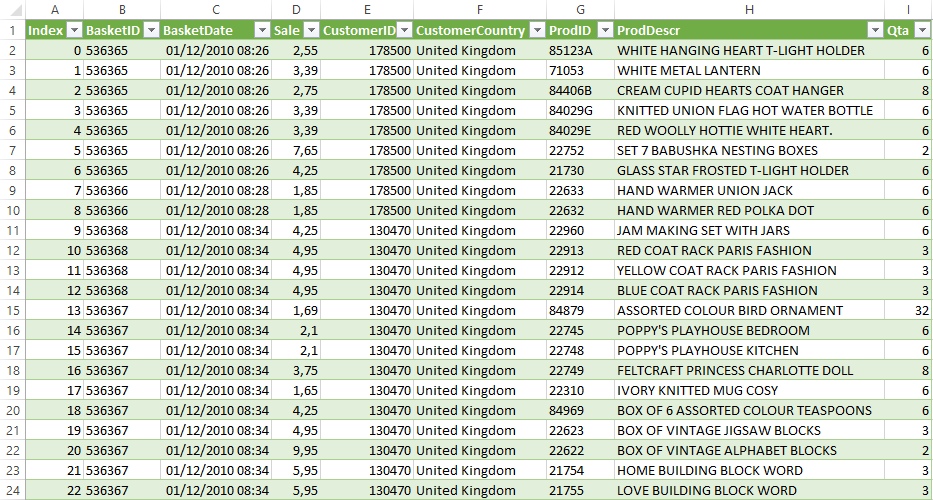 A B C D E F G H I
1 Index BasketID BasketDate Sale CustomerID CustomerCountry ProdID ProdDescr Qta
2 0 536365 01/12/2010 08:26 2,55 178500 United Kingdom 85123A WHITE HANGING HEART T-LIGHT HOLDER 6
3 1 536365 01/12/2010 08:26 3,39 178500 United Kingdom 71053 WHITE METAL LANTERN 6
4 2 536365 01/12/2010 08:26 2,75 178500 United Kingdom 84406B CREAM CUPID HEARTS COAT HANGER 8
5 3 536365 01/12/2010 08:26 3,39 178500 United Kingdom 84029G KNITTED UNION FLAG HOT WATER BOTTLE 6
6 4 536365 01/12/2010 08:26 3,39 178500 United Kingdom 84029E RED WOOLLY HOTTIE WHITE HEART. 6
7 5 536365 01/12/2010 08:26 7,65 178500 United Kingdom 22752 SET 7 BABUSHKA NESTING BOXES 2
8 6 536365 01/12/2010 08:26 4,25 178500 United Kingdom 21730 GLASS STAR FROSTED T-LIGHT HOLDER 6
9 7 536366 01/12/2010 08:28 1,85 178500 United Kingdom 22633 HAND WARMER UNION JACK 6
10 8 536366 01/12/2010 08:28 1,85 178500 United Kingdom 22632 HAND WARMER RED POLKA DOT 6
11 9 536368 01/12/2010 08:34 4,25 130470 United Kingdom 22960 JAM MAKING SET WITH JARS 6
12 10 536368 01/12/2010 08:34 4,95 130470 United Kingdom 22913 RED COAT RACK PARIS FASHION 3
13 11 536368 01/12/2010 08:34 4,95 130470 United Kingdom 22912 YELLOW COAT RACK PARIS FASHION 3
14 12 536368 01/12/2010 08:34 4,95 130470 United Kingdom 22914 BLUE COAT RACK PARIS FASHION 3
15 13 536367 01/12/2010 08:34 1,69 130470 United Kingdom 84879 ASSORTED COLOUR BIRD ORNAMENT 32
16 14 536367 01/12/2010 08:34 2,1 130470 United Kingdom 22745 POPPY'S PLAYHOUSE BEDROOM 6
17 15 536367 01/12/2010 08:34 2,1 130470 United Kingdom 22748 POPPY'S PLAYHOUSE KITCHEN 6
18 16 536367 01/12/2010 08:34 3,75 130470 United Kingdom 22749 FELTCRAFT PRINCESS CHARLOTTE DOLL 8
19 17 536367 01/12/2010 08:34 1,65 130470 United Kingdom 22310 IVORY KNITTED MUG COSY 6
20 18 536367 01/12/2010 08:34 4,25 130470 United Kingdom 84969 BOX OF 6 ASSORTED COLOUR TEASPOONS 6
21 19 536367 01/12/2010 08:34 4,95 130470 United Kingdom 22623 BOX OF VINTAGE JIGSAW BLOCKS 3
22 20 536367 01/12/2010 08:34 9,95 130470 United Kingdom 22622 BOX OF VINTAGE ALPHABET BLOCKS 2
23 21 536367 01/12/2010 08:34 5,95 130470 United Kingdom 21754 HOME BUILDING BLOCK WORD 3
24 22 536367 01/12/2010 08:34 5,95 130470 United Kingdom 21755 LOVE BUILDING BLOCK WORD 3